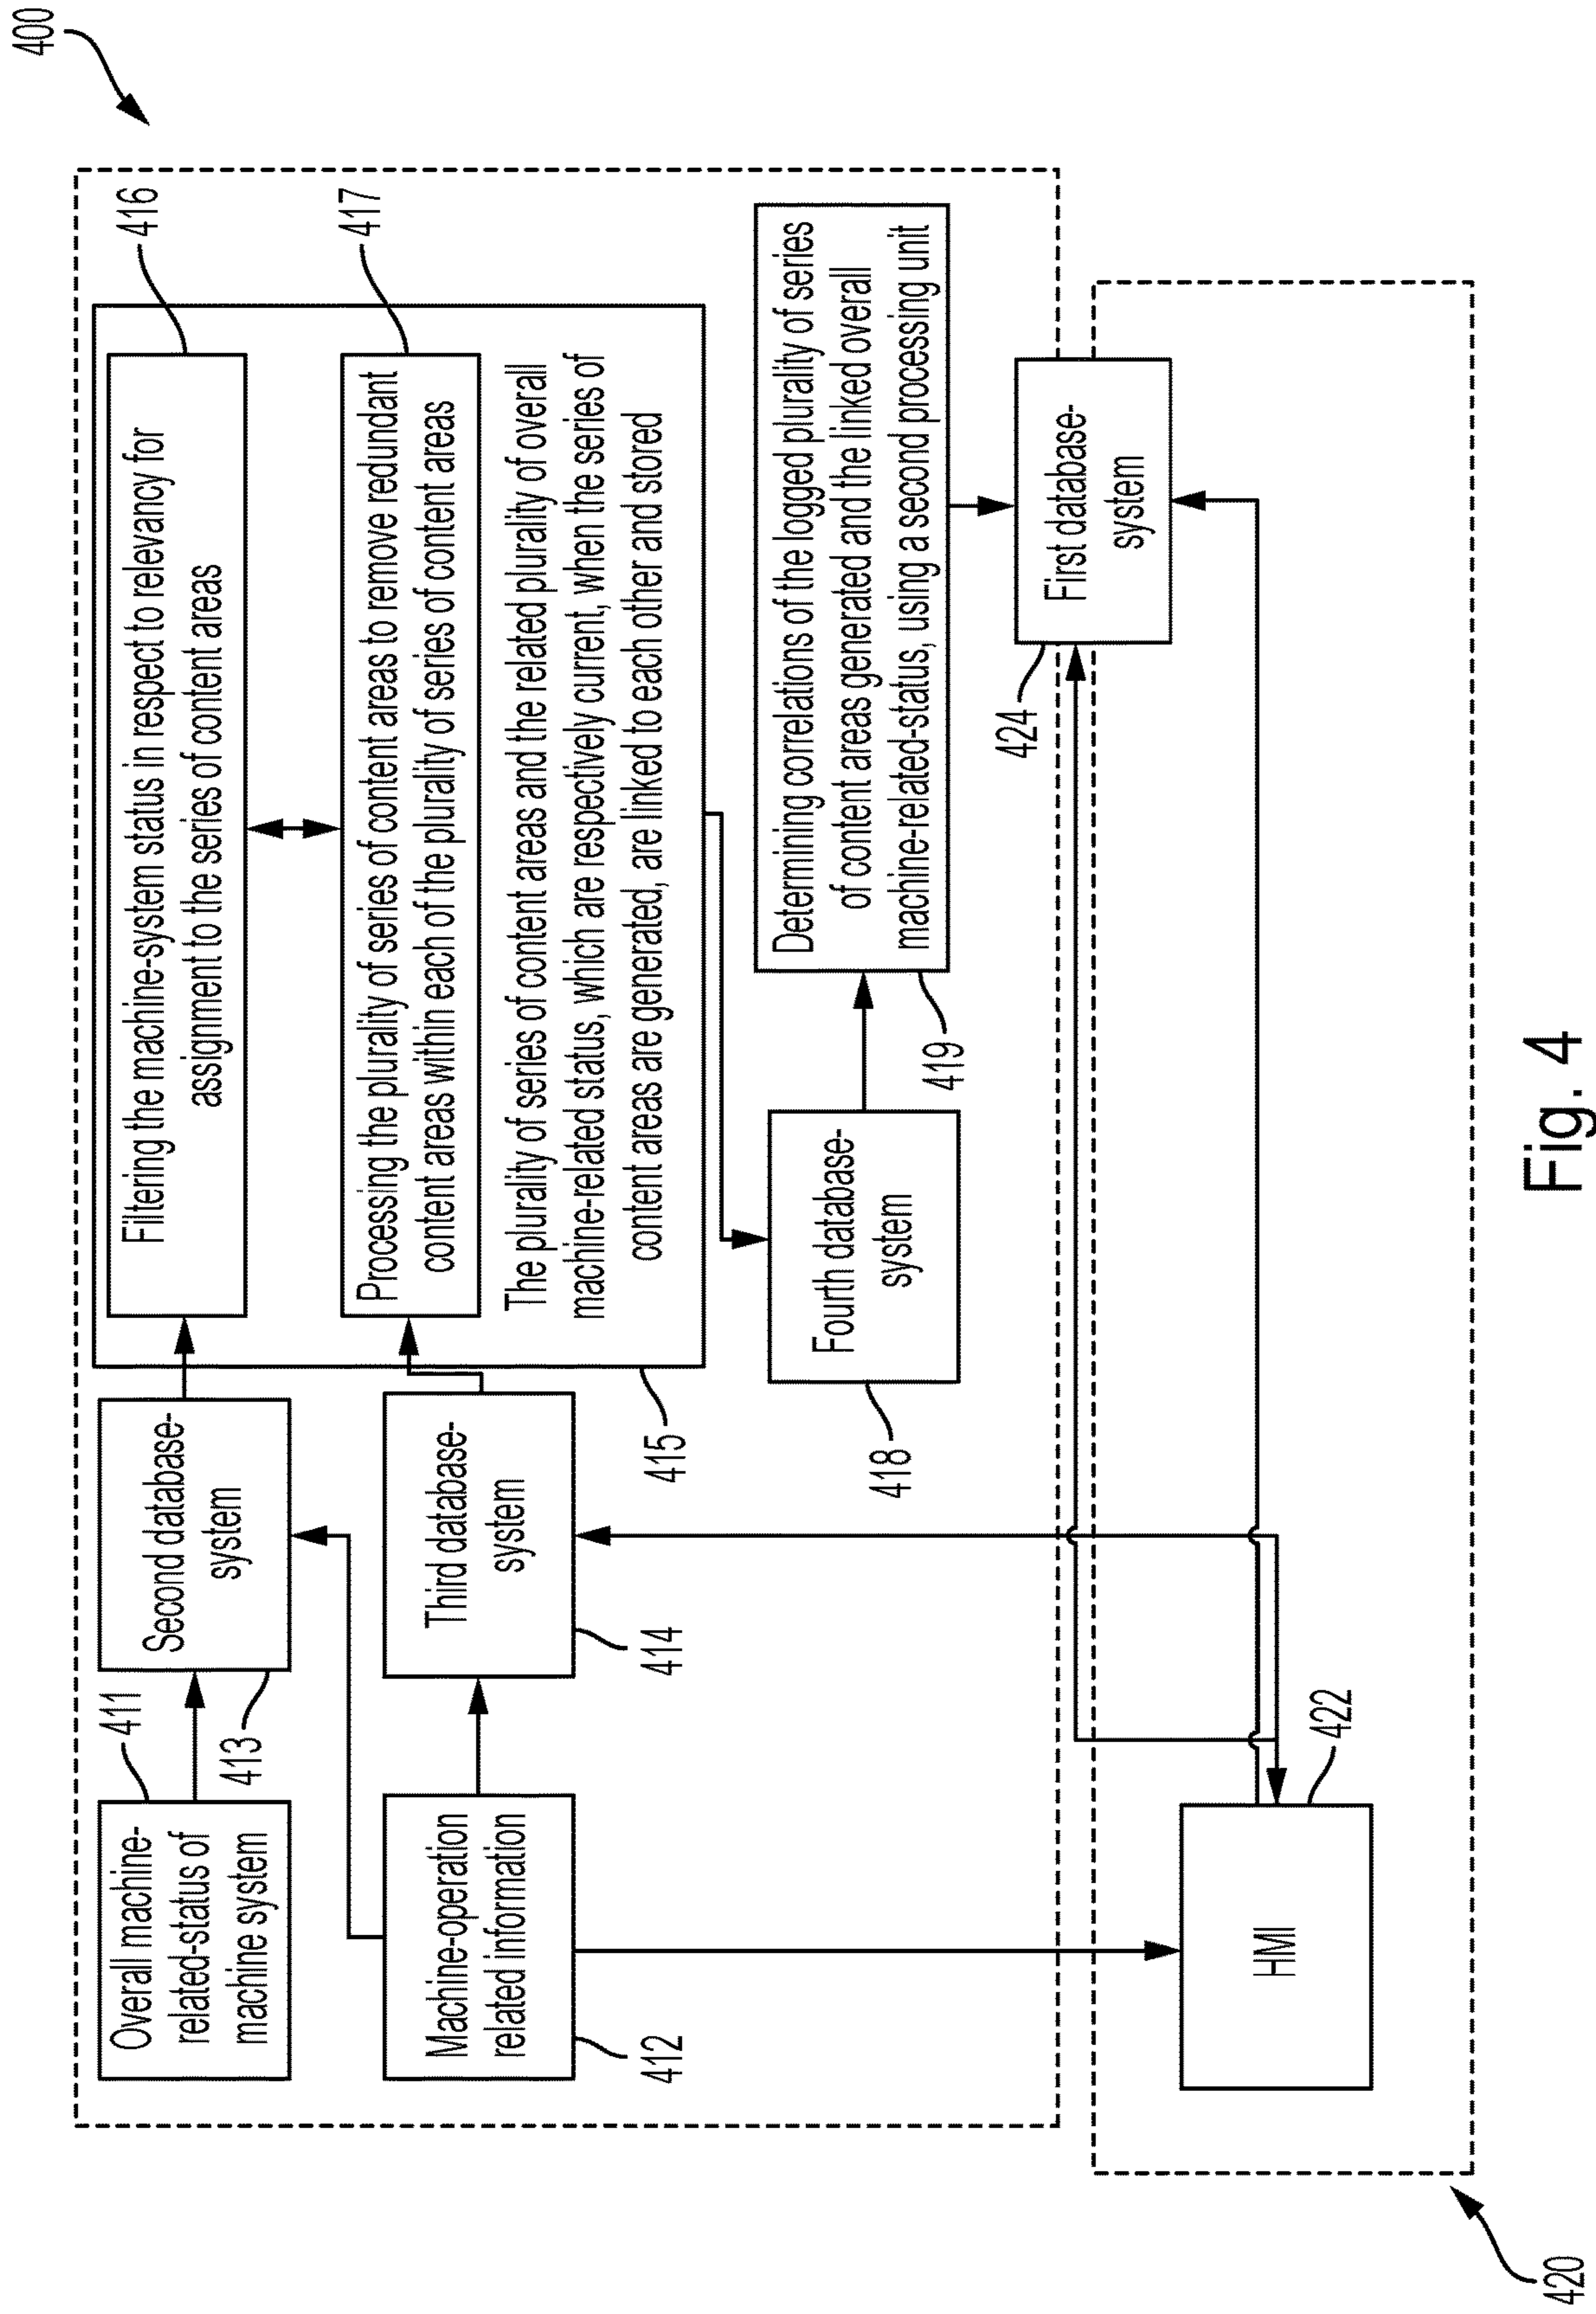 400
416
Filtering the machine-system status in respect to relevancy for
assignment to the series of content areas
417
Processing the plurality of series of content areas to remove redundant
content areas within each of the plurality of series of content areas
The plurality of series of content areas and the related plurality of overall
machine-related status, which are respectively current, when the series of
content areas are generated, are linked to each other and stored
415
411
Overall machine-
related-status of
machine system
Second database-
system
413
Machine-operation
related information
412
Third database-
system
414
Fourth database-
system
418
Determining correlations of the logged plurality of series
of content areas generated and the linked overall
machine-related-status, using a second processing unit
419
First database-
system
424
HMI
422
420
Fig. 4